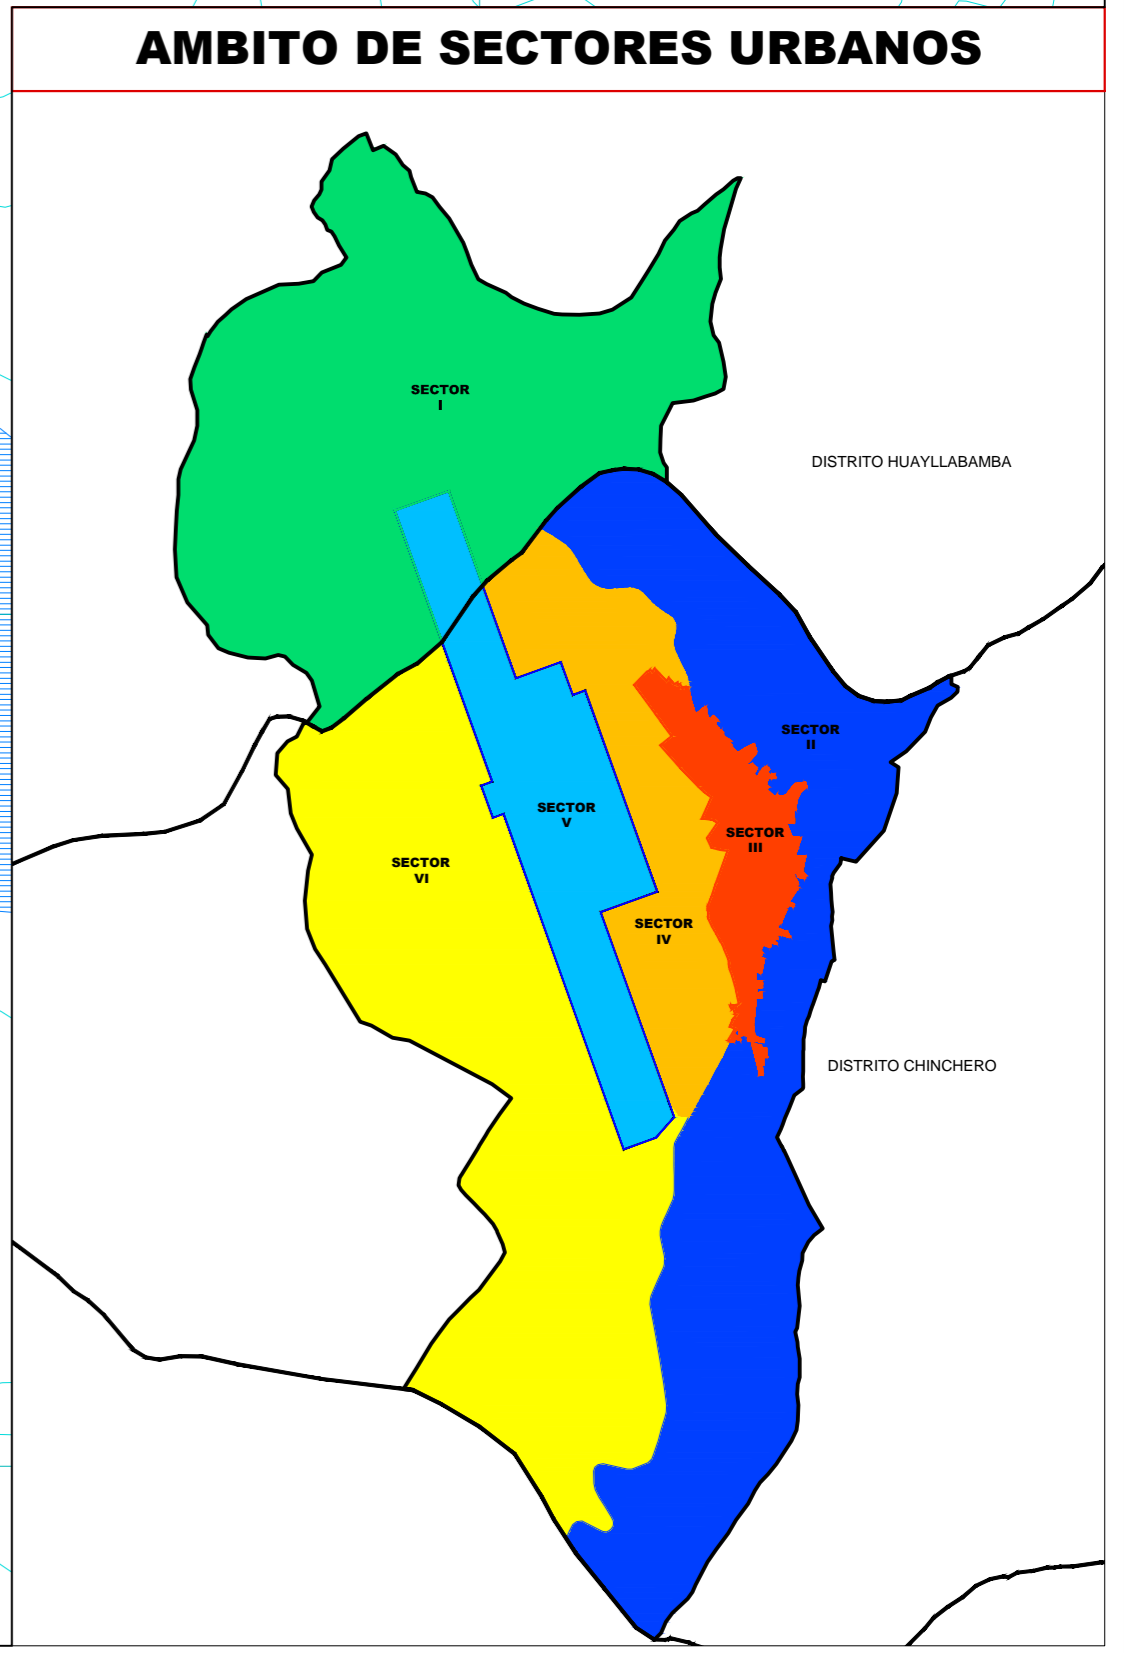 AMBITO DE SECTORES URBANOS
SECTOR
I
DISTRITO HUAYLLABAMBA
SECTOR
II
SECTOR
V
SECTOR
III
SECTOR
VI
SECTOR
IV
DISTRITO CHINCHERO